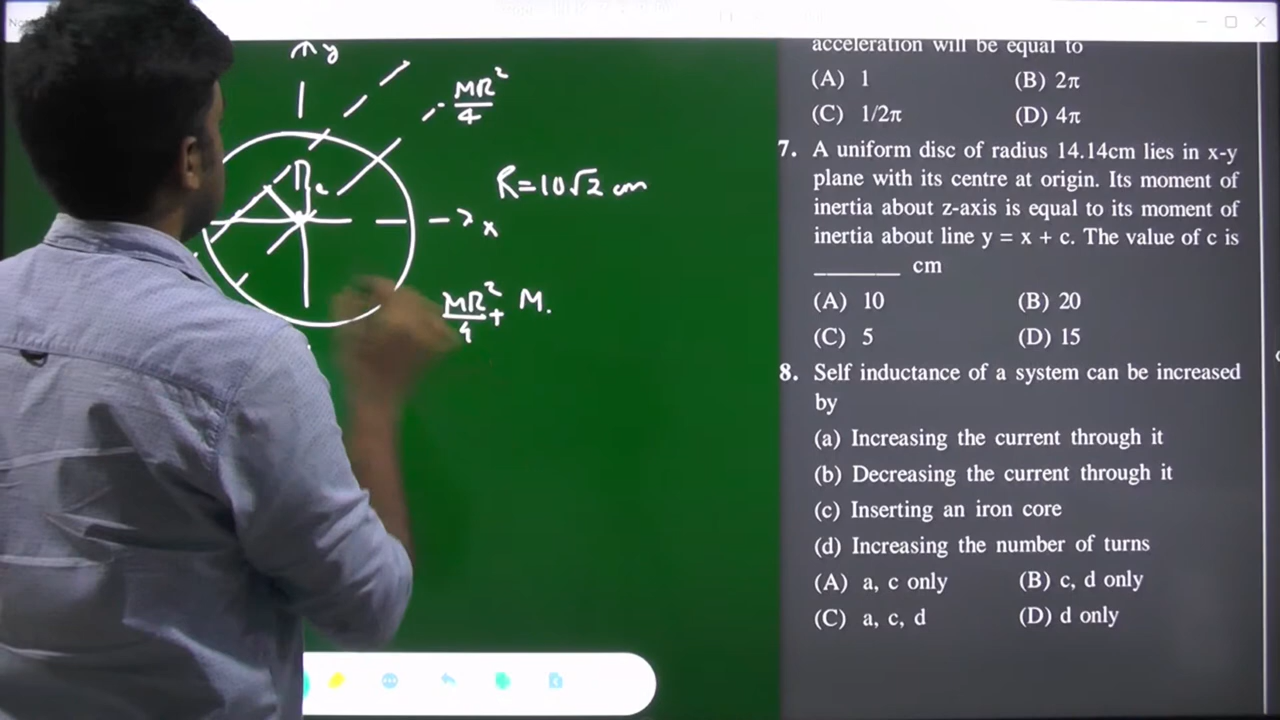 y
MR²/4
R = 10√2 cm
c
x
MR²/4 + M.
acceleration will be equal to
(A) 1 (B) 2π
(C) 1/2π (D) 4π
7. A uniform disc of radius 14.14cm lies in x-y
plane with its centre at origin. Its moment of
inertia about z-axis is equal to its moment of
inertia about line y = x + c. The value of c is
________ cm
(A) 10 (B) 20
(C) 5 (D) 15
8. Self inductance of a system can be increased
by
(a) Increasing the current through it
(b) Decreasing the current through it
(c) Inserting an iron core
(d) Increasing the number of turns
(A) a, c only (B) c, d only
(C) a, c, d (D) d only